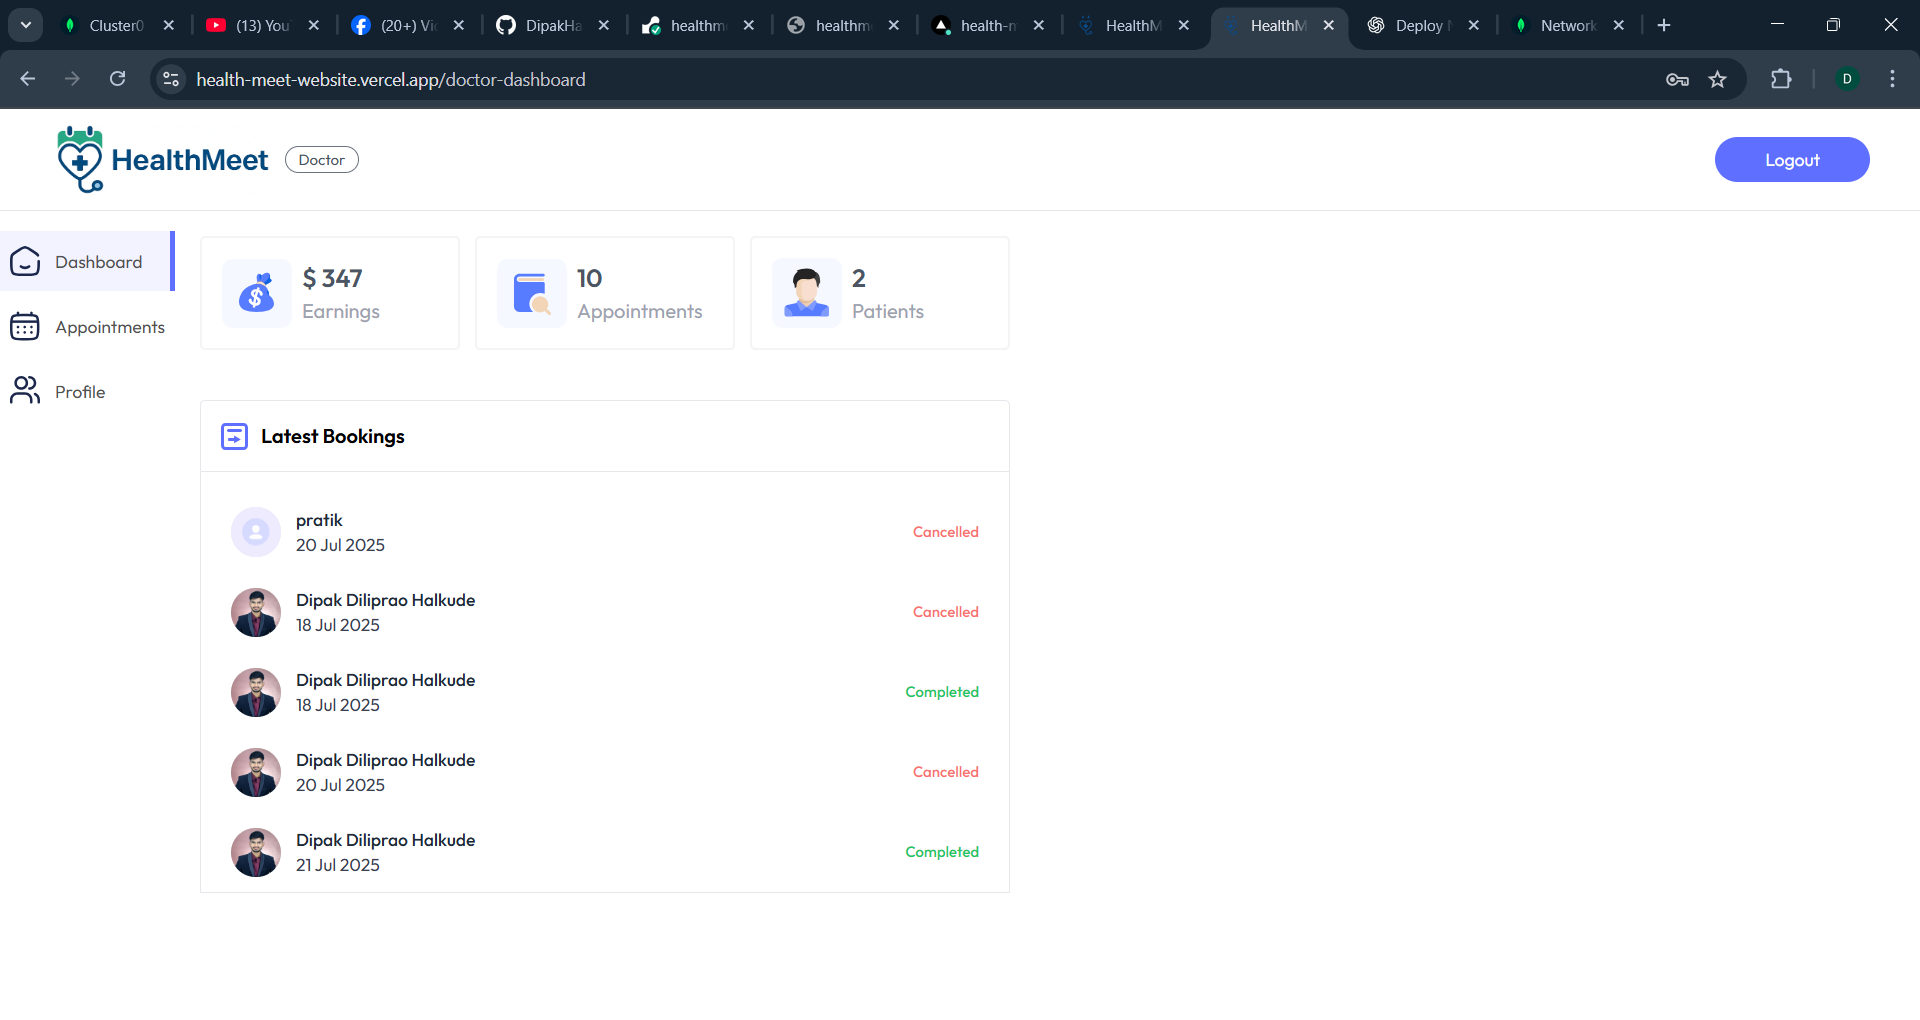 Cluster0
(13) You
(20+) Vic
DipakHa
healthm
healthm
health-m
HealthM
HealthM
Deploy
Network
health-meet-website.vercel.app/doctor-dashboard
D
HealthMeet
Doctor
Logout
Dashboard
Appointments
Profile
$ 347
Earnings
10
Appointments
2
Patients
Latest Bookings
pratik
20 Jul 2025
Cancelled
Dipak Diliprao Halkude
18 Jul 2025
Cancelled
Dipak Diliprao Halkude
18 Jul 2025
Completed
Dipak Diliprao Halkude
20 Jul 2025
Cancelled
Dipak Diliprao Halkude
21 Jul 2025
Completed